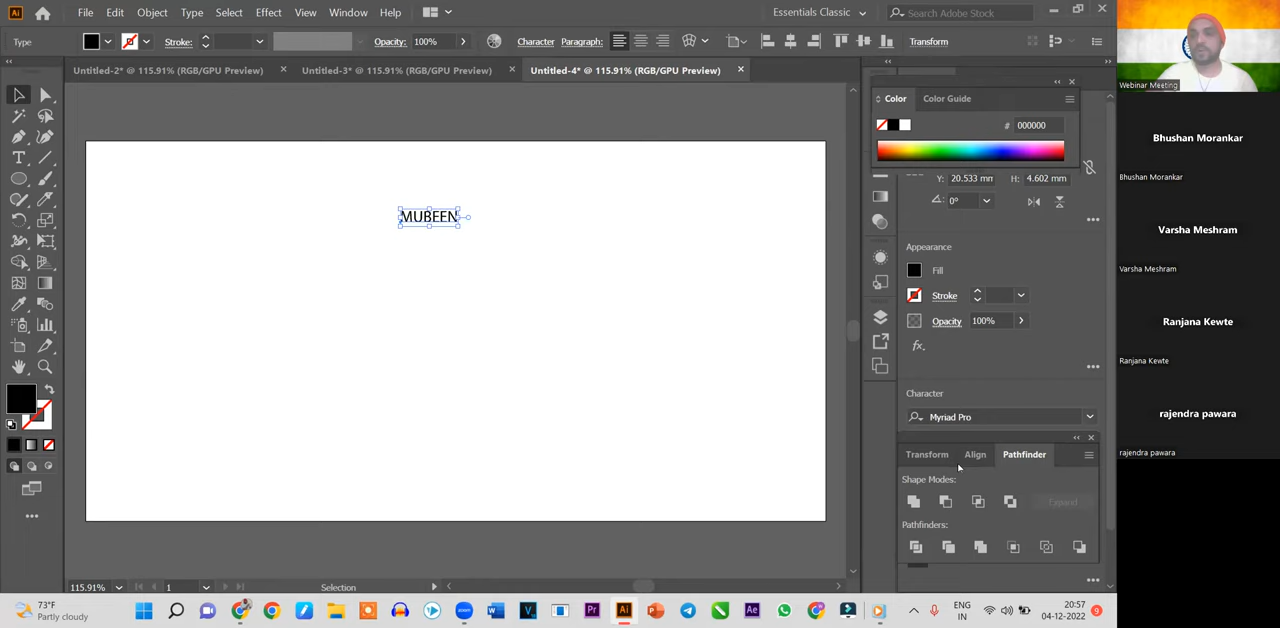 File Edit Object Type Select Effect View Window Help
Essentials Classic
Search Adobe Stock
Type Stroke: Opacity: 100% Character Paragraph: Transform
Untitled-2* @ 115.91% (RGB/GPU Preview) Untitled-3* @ 115.91% (RGB/GPU Preview) Untitled-4* @ 115.91% (RGB/GPU Preview)
MUBEEN
Color Color Guide
# 000000
Y: 20.533 mm H: 4.602 mm
0°
Appearance
Fill
Stroke
Opacity 100%
fx.
Character
Myriad Pro
Transform Align Pathfinder
Shape Modes:
Expand
Pathfinders:
115.91% 1 Selection
Webinar Meeting
Bhushan Morankar
Bhushan Morankar
Varsha Meshram
Varsha Meshram
Ranjana Kewte
Ranjana Kewte
rajendra pawara
rajendra pawara
73°F
Partly cloudy
ENG
IN
20:57
04-12-2022
9